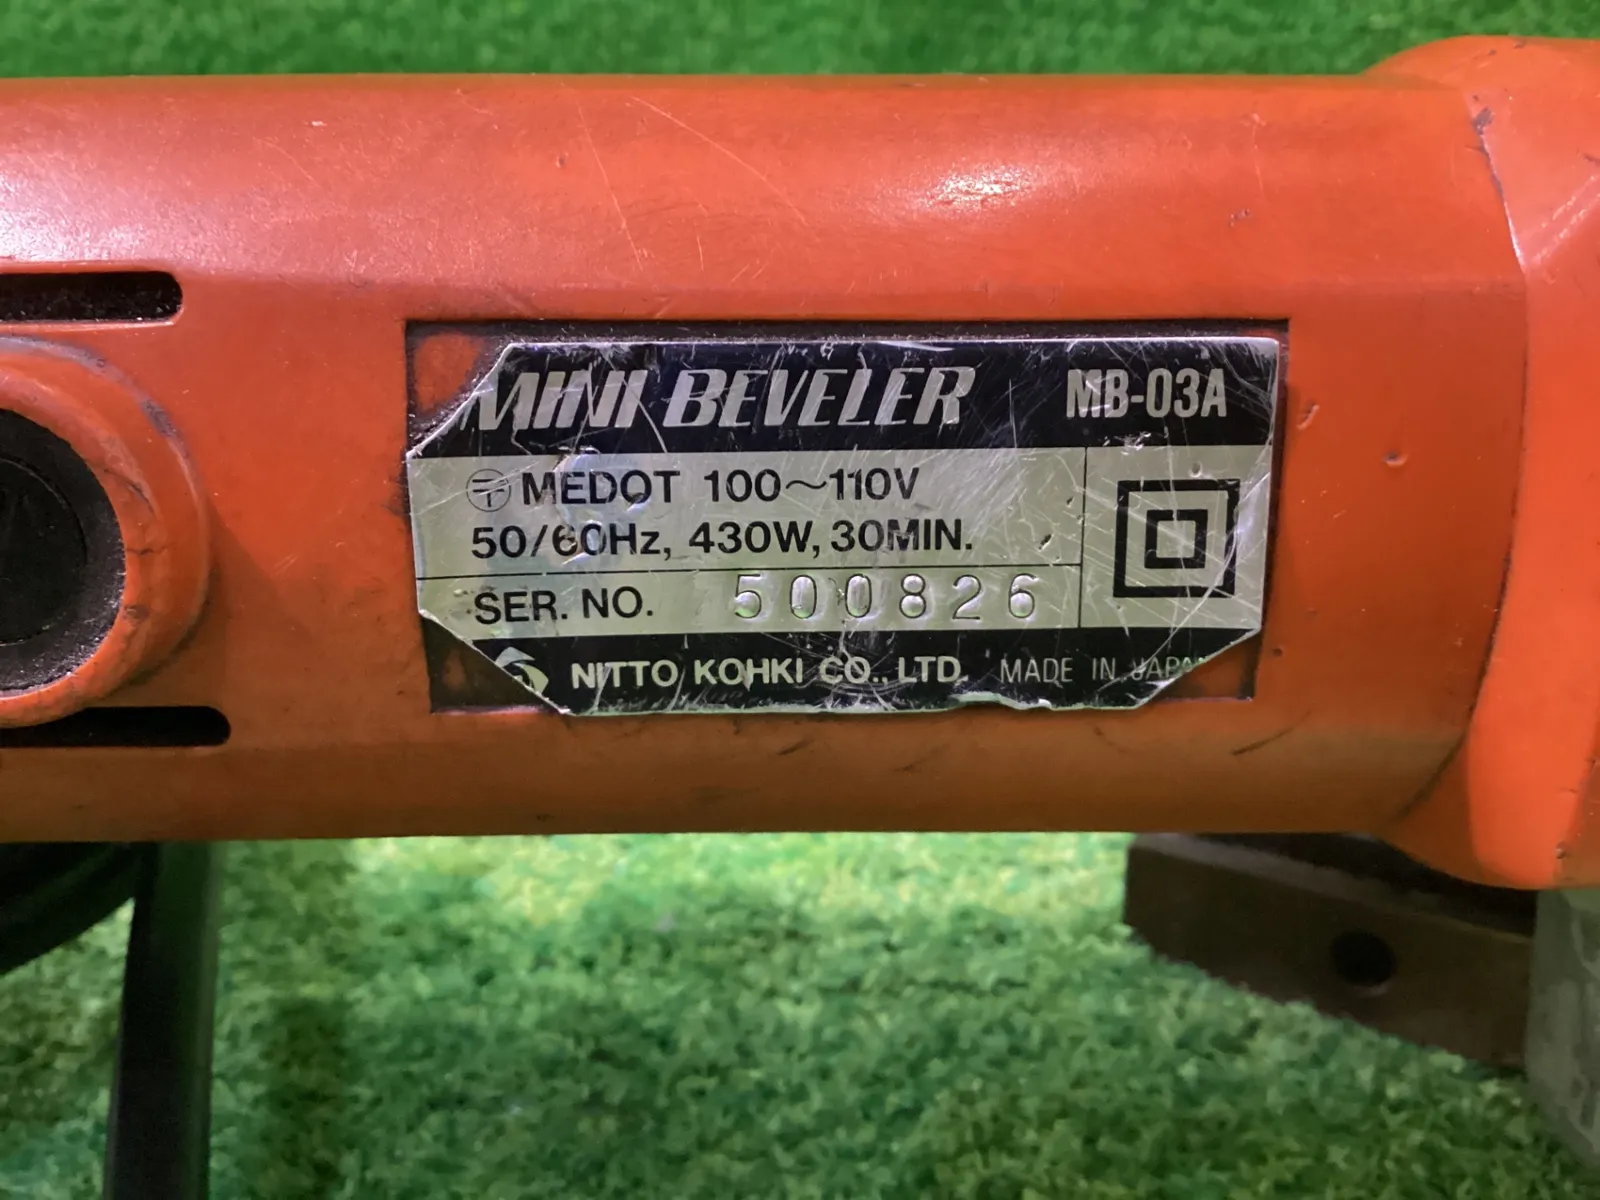 MINI BEVELER MB-03A
MEDOT 100～110V
50/60Hz, 430W, 30MIN.
SER. NO. 500826
NITTO KOHKI CO., LTD. MADE IN JAPAN